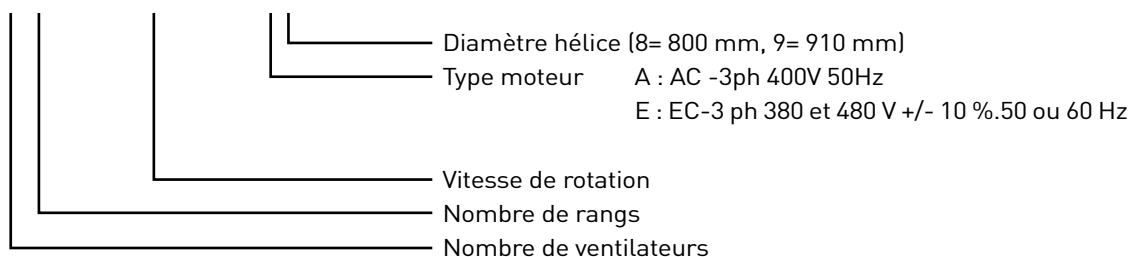 Diamètre hélice (8= 800 mm, 9= 910 mm)
Type moteur A : AC -3ph 400V 50Hz
E : EC-3 ph 380 et 480 V +/- 10 %.50 ou 60 Hz
Vitesse de rotation
Nombre de rangs
Nombre de ventilateurs